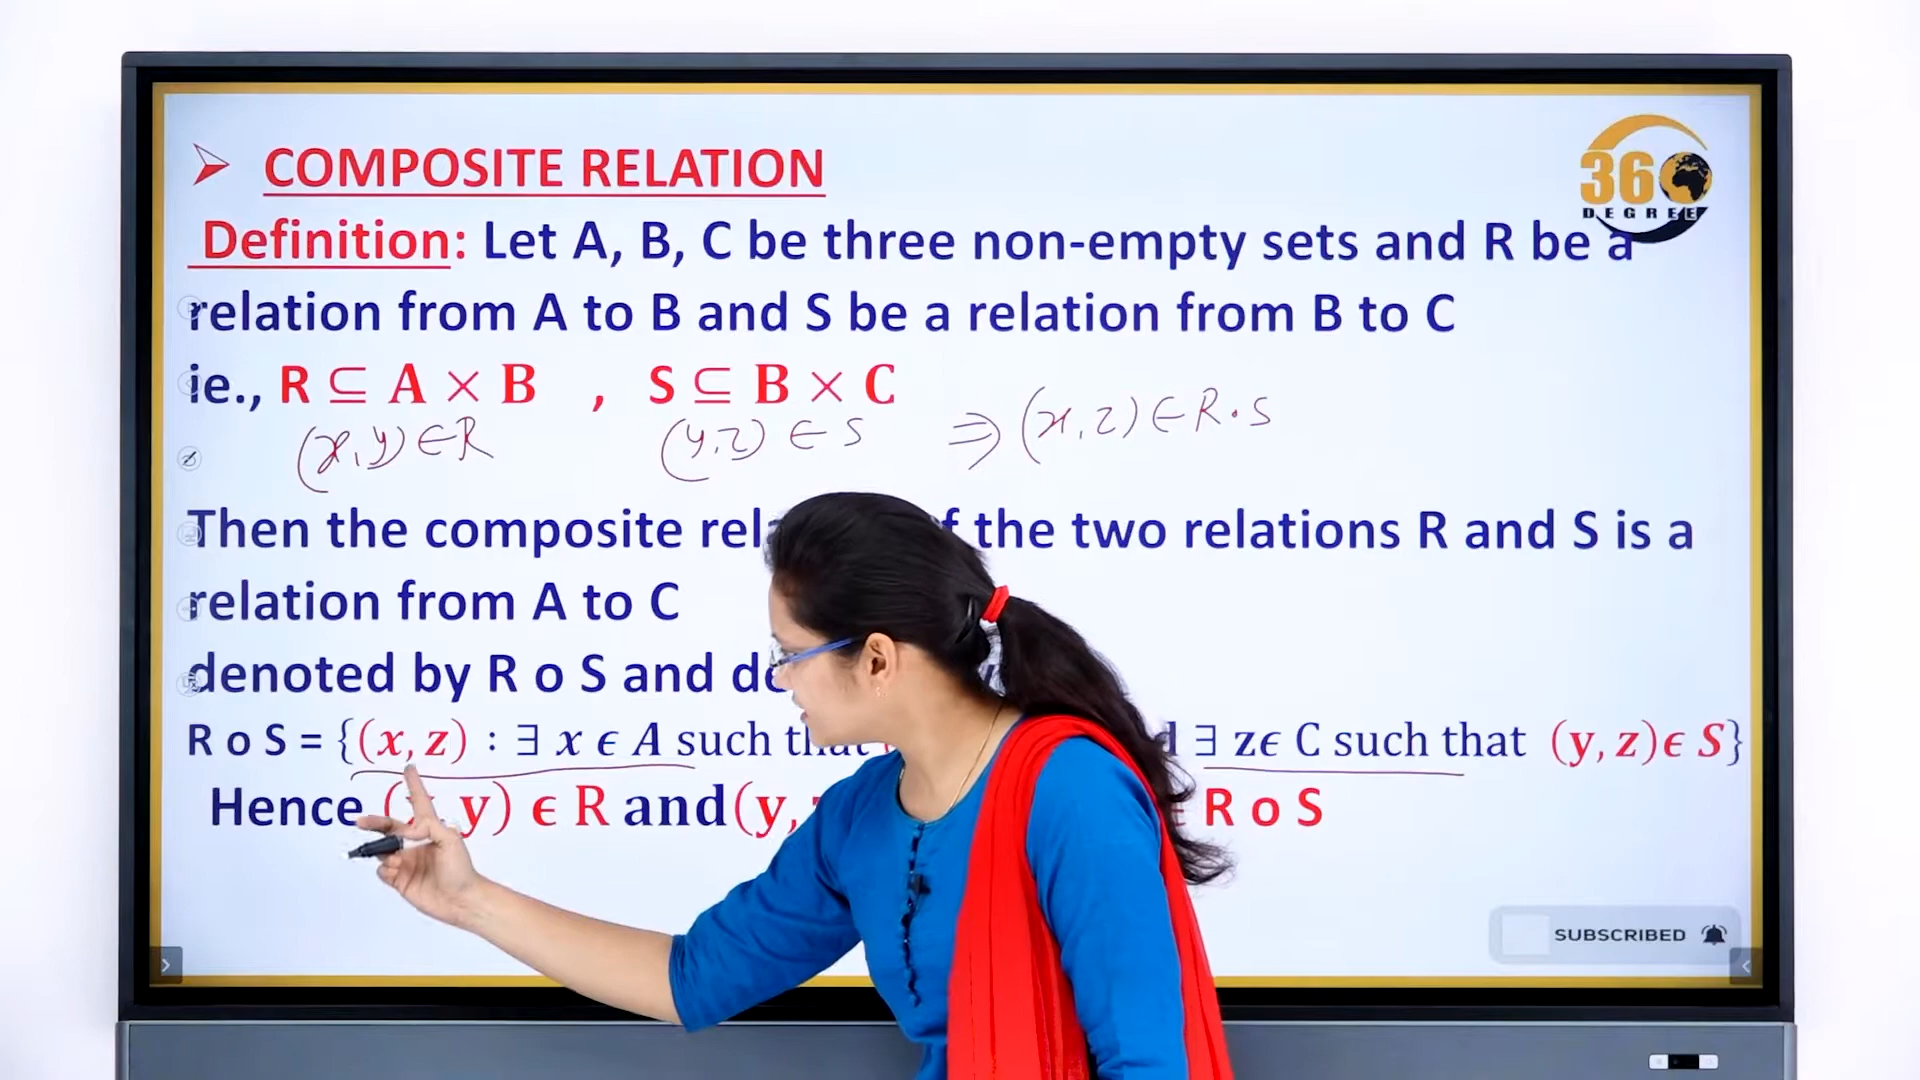 ➢ COMPOSITE RELATION
360
DEGREE
Definition: Let A, B, C be three non-empty sets and R be a
relation from A to B and S be a relation from B to C
ie., R ⊆ A × B , S ⊆ B × C
(x,y) ∈ R (y,z) ∈ S ⇒ (x,z) ∈ R·S
Then the composite f the two relations R and S is a
relation from A to C
denoted by R o S and
R o S = {(x, z) : ∃ x ϵ A such ∃ zϵ C such that (y, z)ϵ S}
Hence y) ϵ R and (y, R o S
SUBSCRIBED